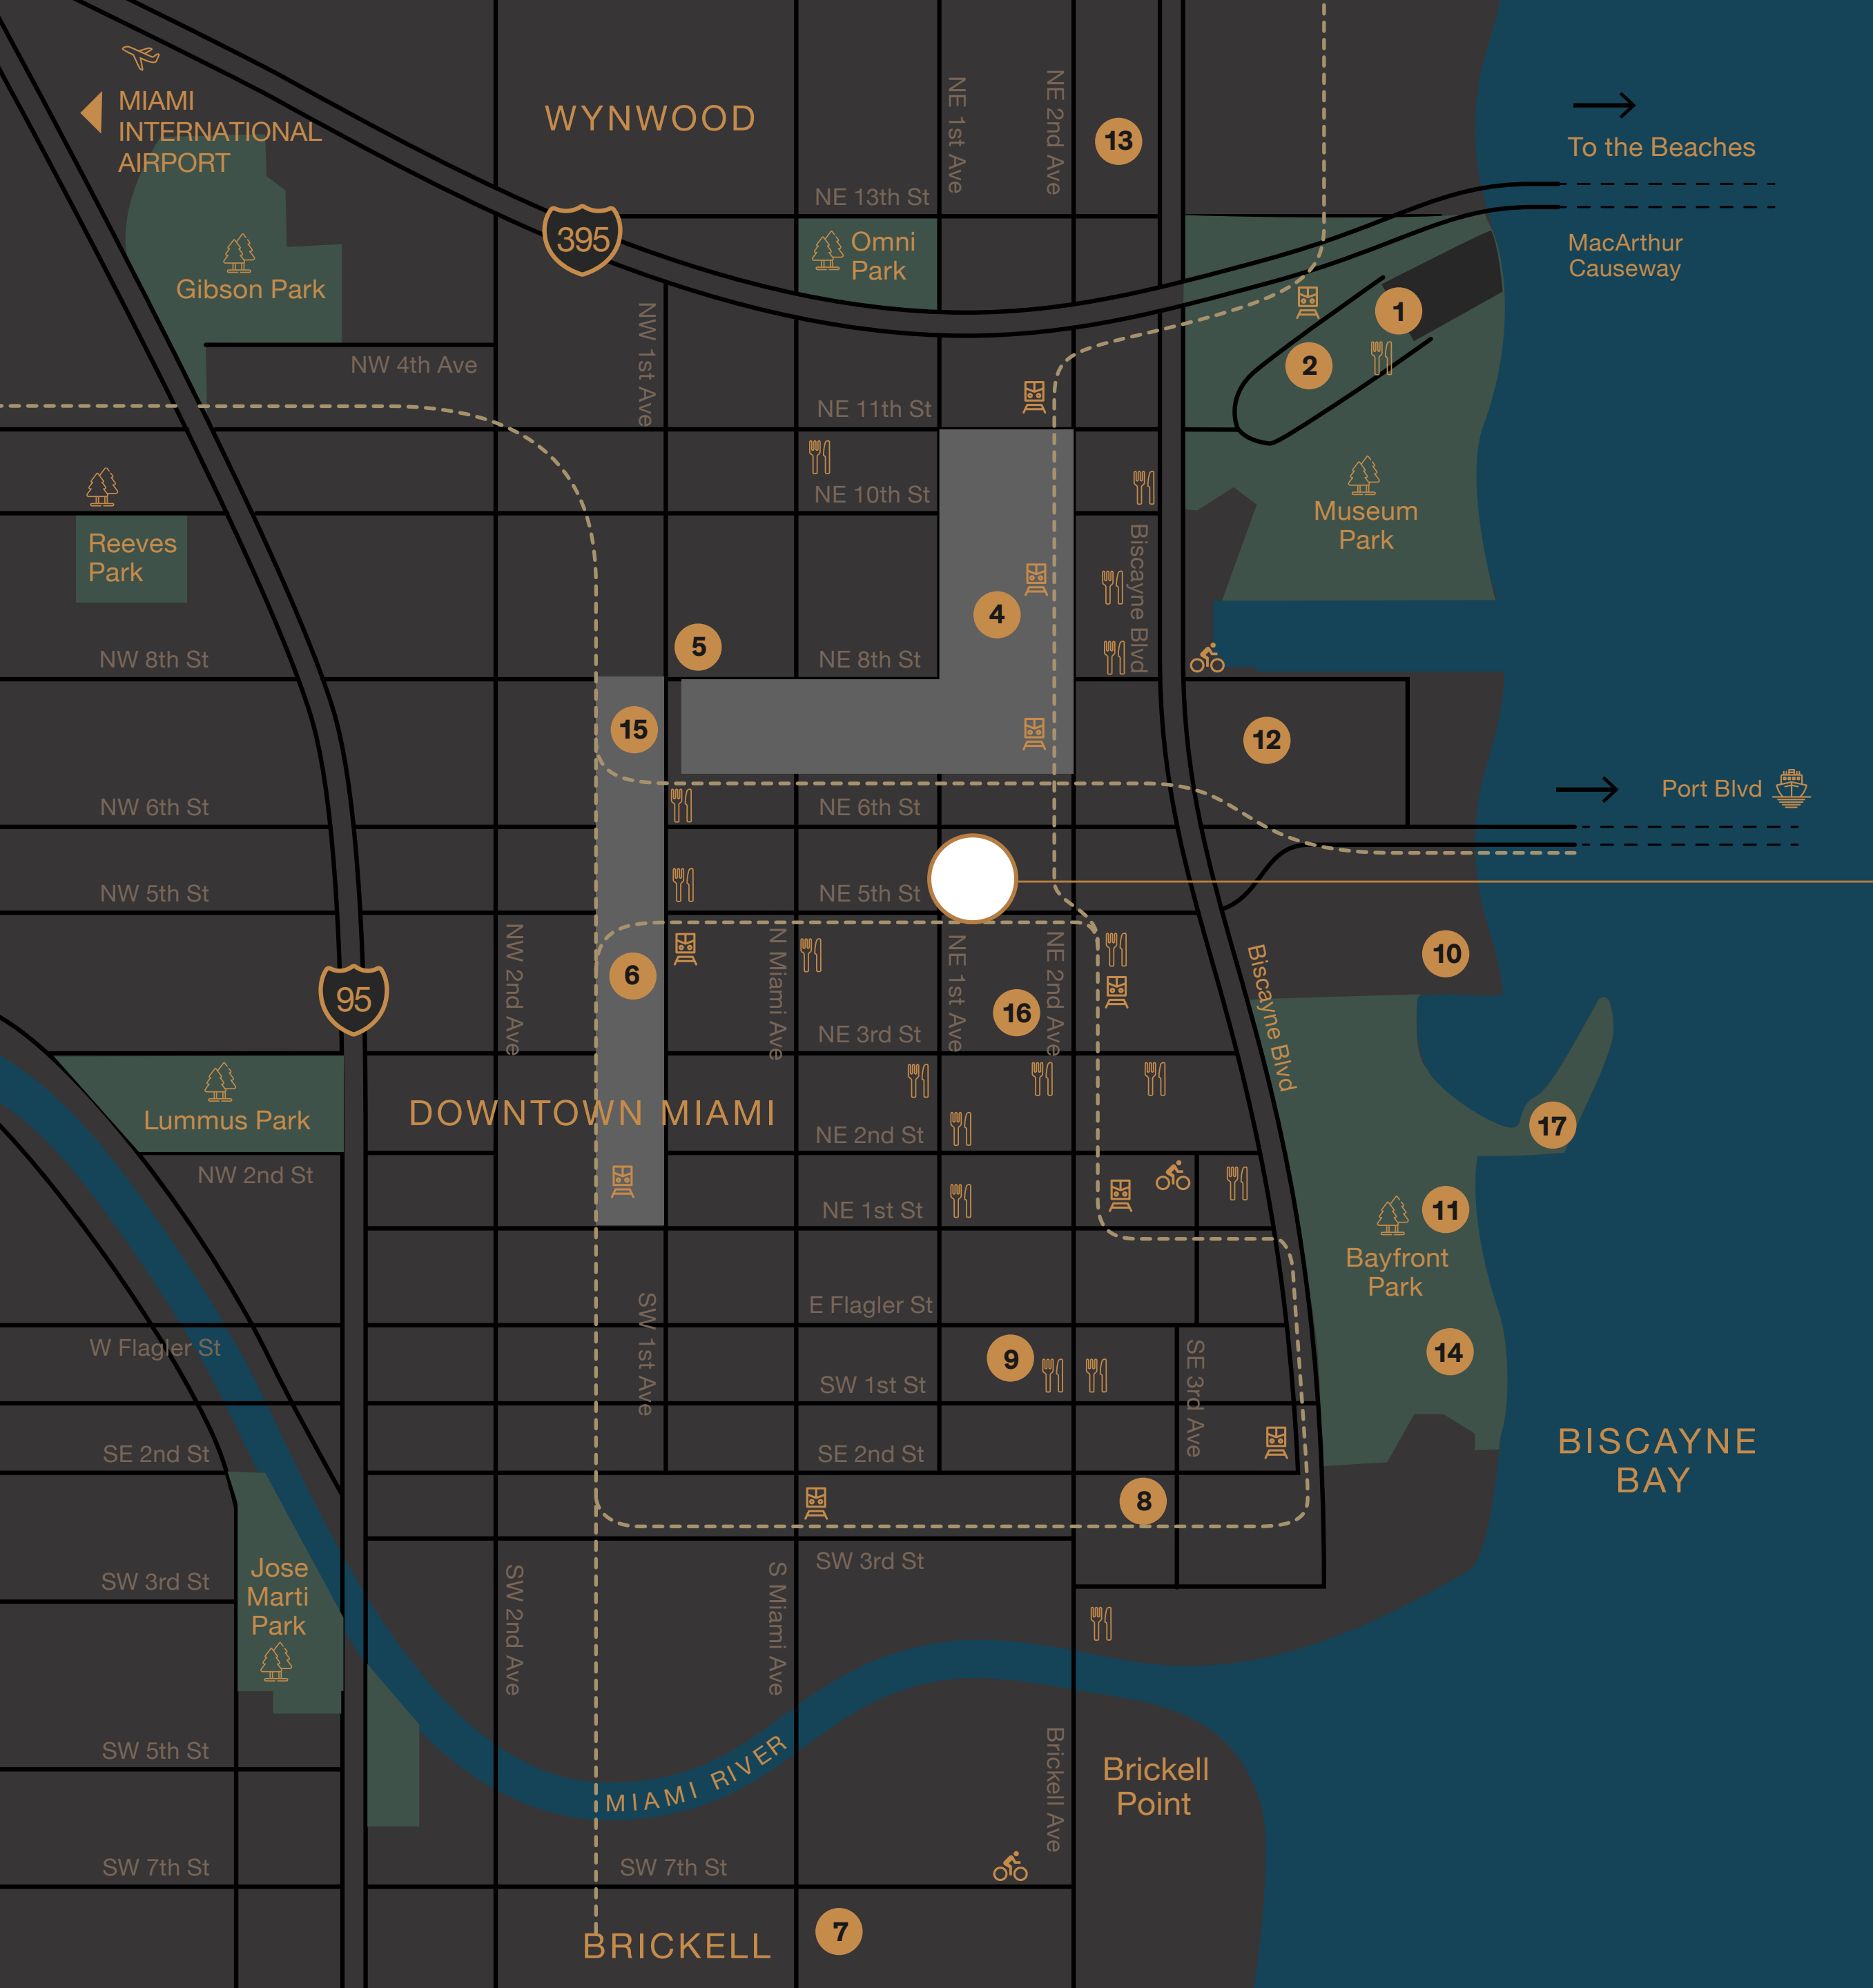 MIAMI
INTERNATIONAL
AIRPORT
WYNWOOD
NE 1st Ave
NE 2nd Ave
13
To the Beaches
NE 13th St
395
Omni
Park
MacArthur
Causeway
Gibson Park
NW 1st Ave
1
2
NW 4th Ave
NE 11th St
NE 10th St
Museum
Park
Reeves
Park
Biscayne Blvd
4
5
NW 8th St
NE 8th St
15
12
Port Blvd
NW 6th St
NE 6th St
NW 5th St
NE 5th St
NW 2nd Ave
N Miami Ave
NE 1st Ave
NE 2nd Ave
10
6
95
16
Biscayne Blvd
NE 3rd St
Lummus Park
DOWNTOWN MIAMI
NE 2nd St
17
NW 2nd St
NE 1st St
11
Bayfront
Park
SW 1st Ave
E Flagler St
W Flagler St
9
SE 3rd Ave
14
SW 1st St
BISCAYNE
BAY
SE 2nd St
SE 2nd St
8
Jose
Marti
Park
SW 3rd St
SW 3rd St
SW 2nd Ave
S Miami Ave
SW 5th St
MIAMI RIVER
Brickell Ave
Brickell
Point
SW 7th St
SW 7th St
7
BRICKELL